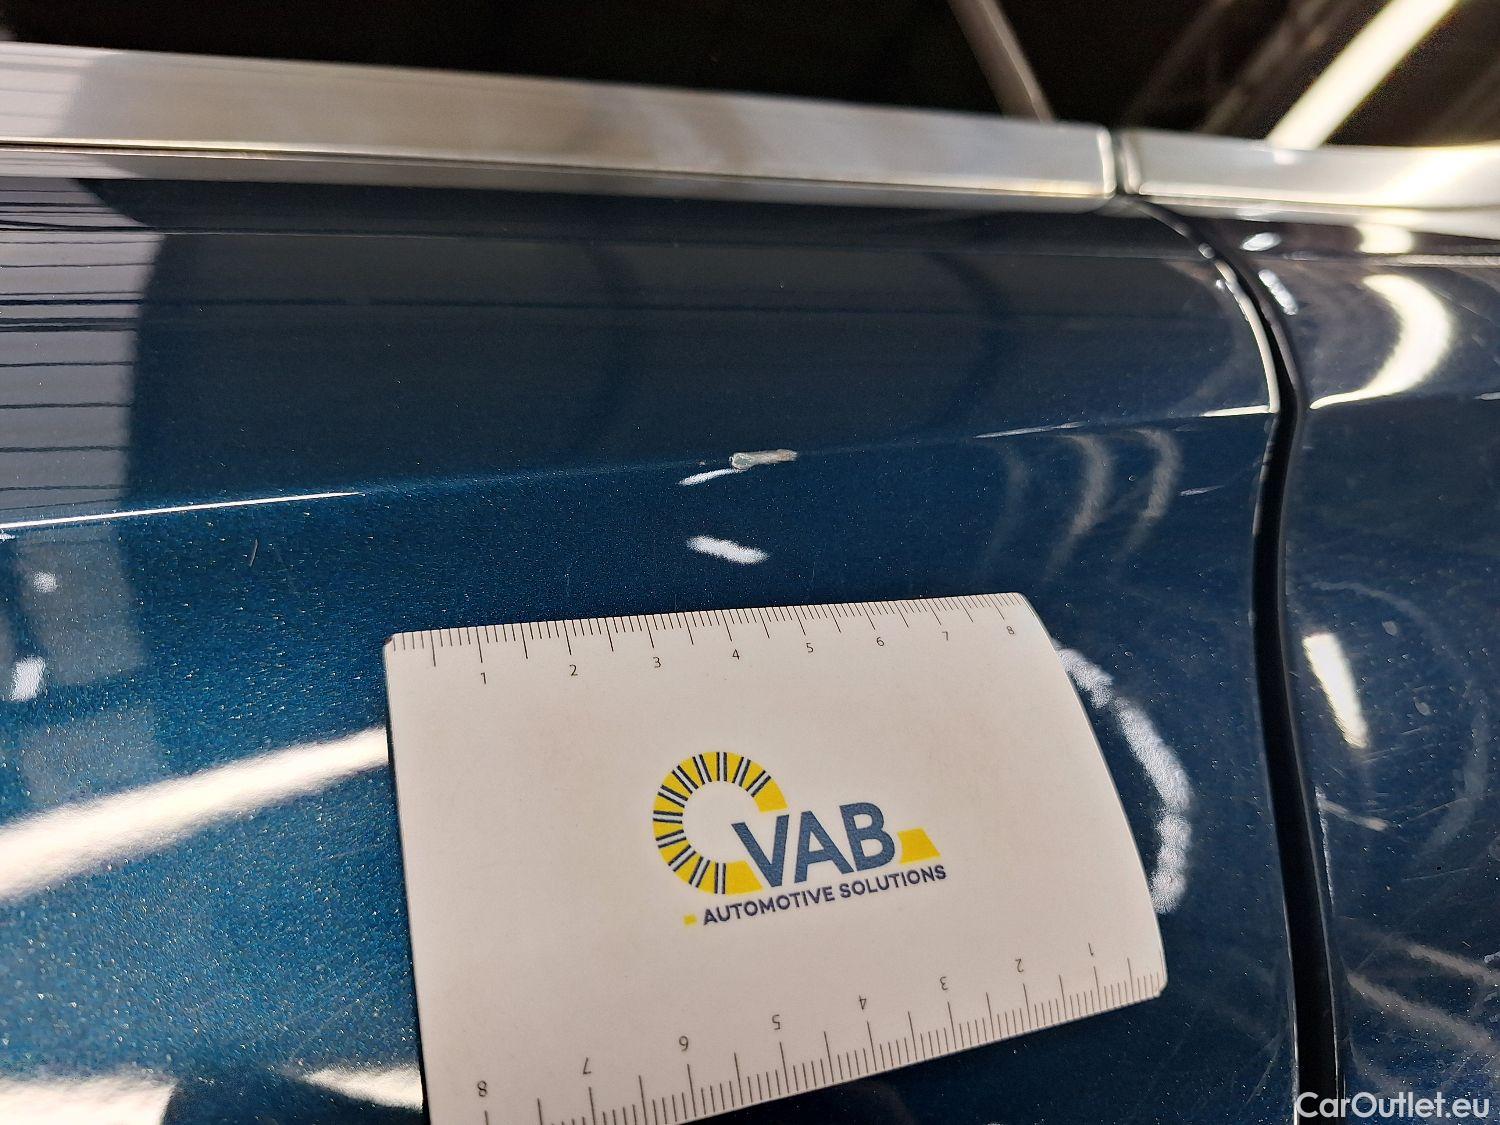 1 2 3 4 5 6 7 8
VAB
AUTOMOTIVE SOLUTIONS
8 7 6 5 4 3 2 1
CarOutlet.eu